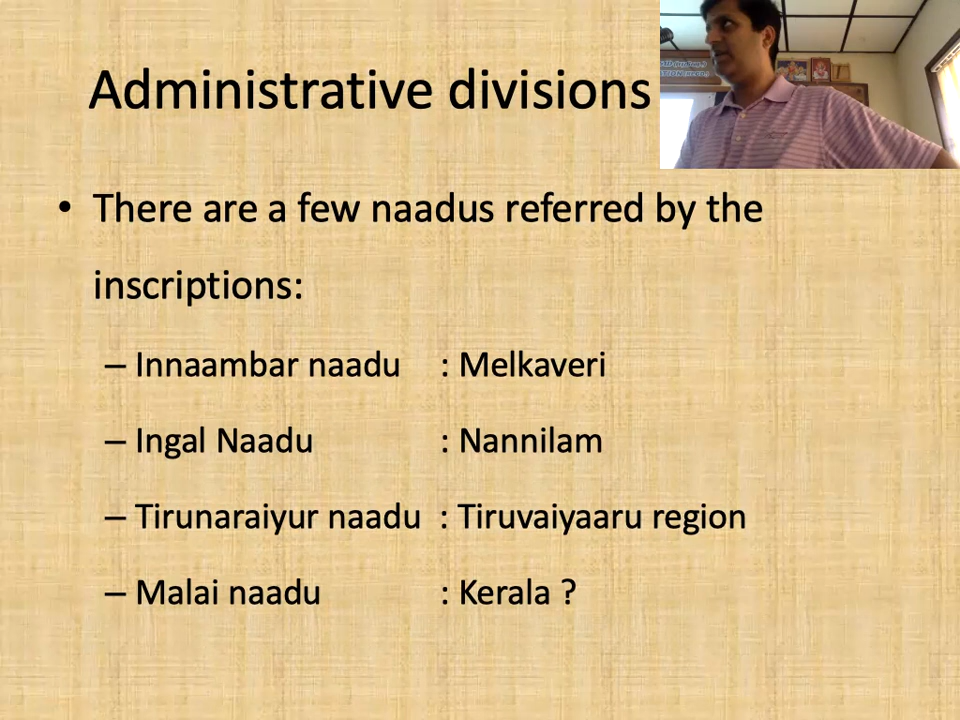 Administrative divisions
• There are a few naadus referred by the
inscriptions:
– Innaambar naadu : Melkaveri
– Ingal Naadu : Nannilam
– Tirunaraiyur naadu : Tiruvaiyaaru region
– Malai naadu : Kerala ?